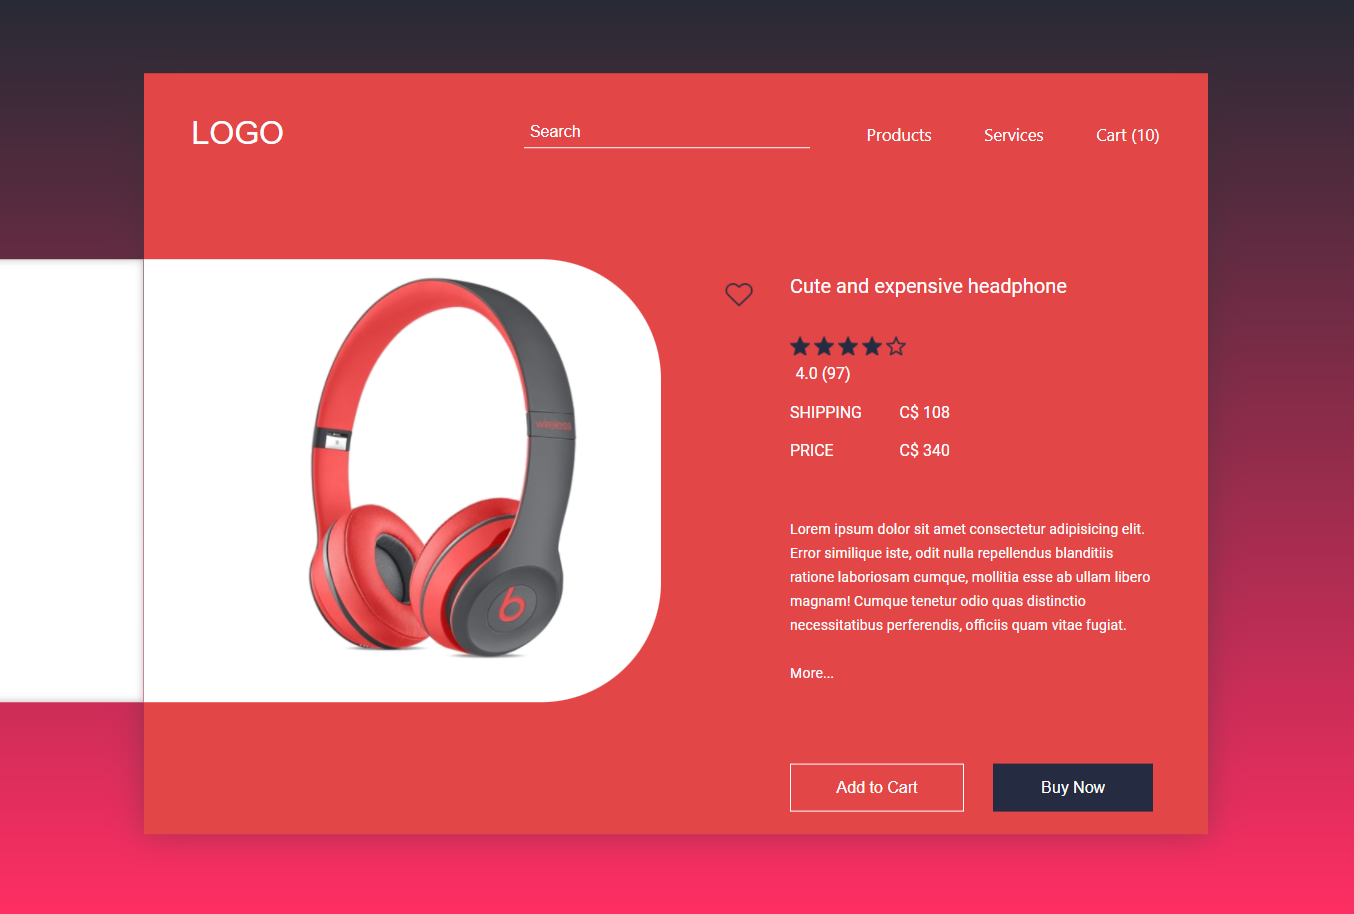 LOGO
Search
Products
Services
Cart (10)
wireless
Cute and expensive headphone
4.0 (97)
SHIPPING C$ 108
PRICE C$ 340
Lorem ipsum dolor sit amet consectetur adipisicing elit.
Error similique iste, odit nulla repellendus blanditiis
ratione laboriosam cumque, mollitia esse ab ullam libero
magnam! Cumque tenetur odio quas distinctio
necessitatibus perferendis, officiis quam vitae fugiat.
More...
b
Add to Cart
Buy Now